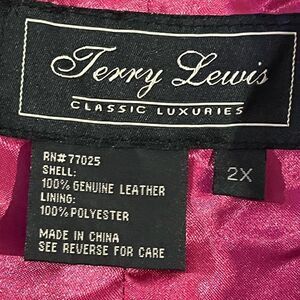 Terry Lewis
CLASSIC LUXURIES
RN# 77025
SHELL:
100% GENUINE LEATHER
LINING:
100% POLYESTER
MADE IN CHINA
SEE REVERSE FOR CARE
2X